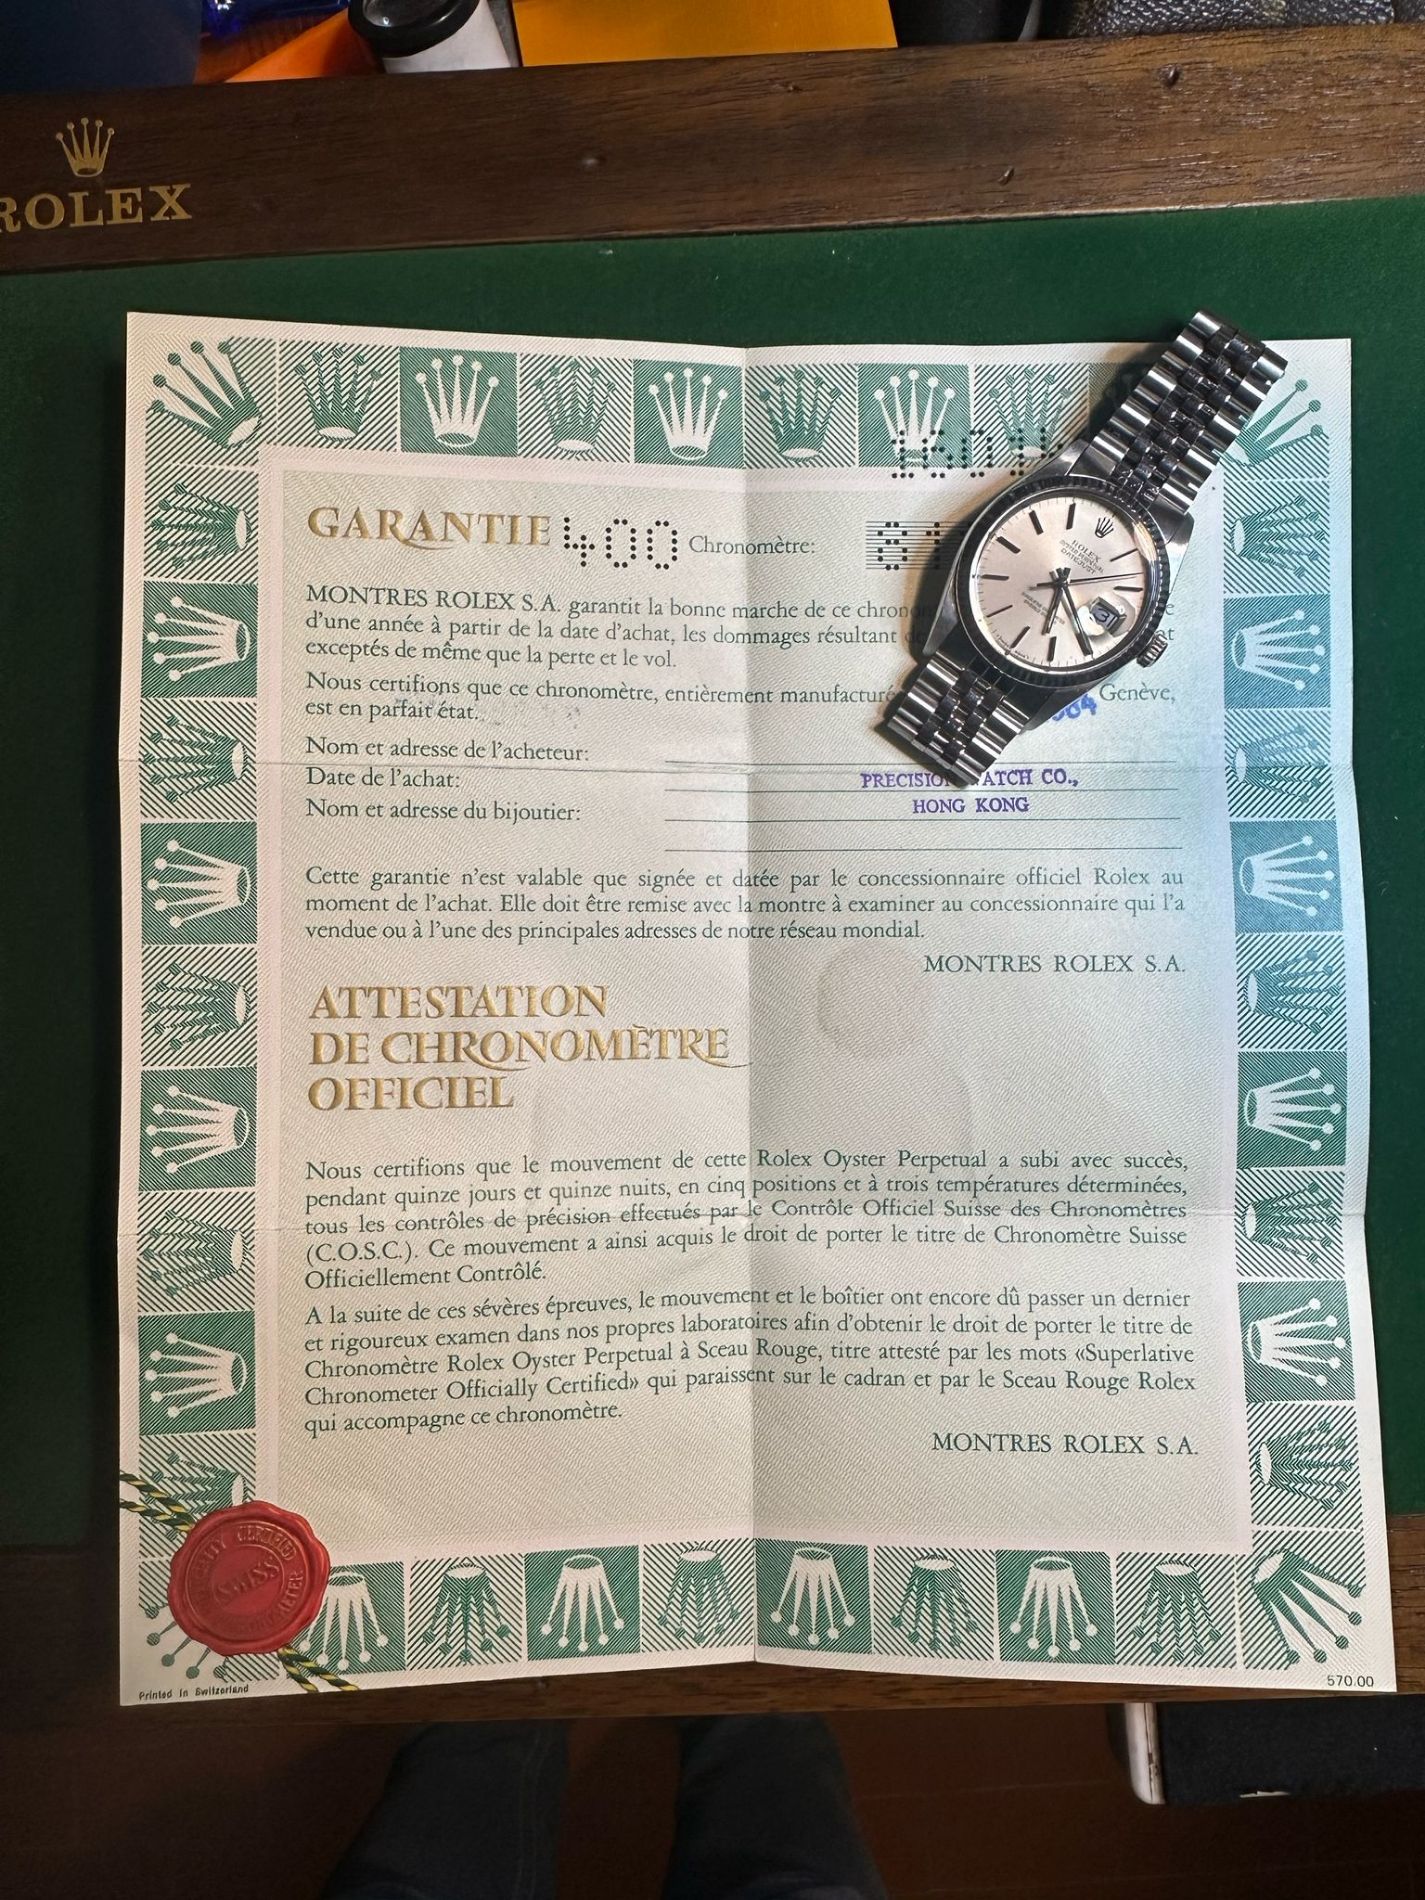 ROLEX
GARANTIE 400 Chronomètre: 81
MONTRES ROLEX S.A. garantit la bonne marche de ce
d'une année à partir de la date d'achat, les dommages résultant
exceptés de même que la perte et le vol.
Nous certifions que ce chronomètre, entièrement manufacturé Genève,
est en parfait état.
Nom et adresse de l'acheteur:
Date de l'achat:
PRECISION WATCH CO.,
Nom et adresse du bijoutier:
HONG KONG
Cette garantie n'est valable que signée et datée par le concessionnaire officiel Rolex au
moment de l'achat. Elle doit être remise avec la montre à examiner au concessionnaire qui l'a
vendue ou à l'une des principales adresses de notre réseau mondial.
MONTRES ROLEX S.A.
ATTESTATION
DE CHRONOMÈTRE
OFFICIEL
Nous certifions que le mouvement de cette Rolex Oyster Perpetual a subi avec succès,
pendant quinze jours et quinze nuits, en cinq positions et à trois températures déterminées,
tous les contrôles de précision effectués par le Contrôle Officiel Suisse des Chronomètres
(C.O.S.C.). Ce mouvement a ainsi acquis le droit de porter le titre de Chronomètre Suisse
Officiellement Contrôlé.
A la suite de ces sévères épreuves, le mouvement et le boîtier ont encore dû passer un dernier
et rigoureux examen dans nos propres laboratoires afin d'obtenir le droit de porter le titre de
Chronomètre Rolex Oyster Perpetual à Sceau Rouge, titre attesté par les mots «Superlative
Chronometer Officially Certified» qui paraissent sur le cadran et par le Sceau Rouge Rolex
qui accompagne ce chronomètre.
MONTRES ROLEX S.A.
SWISS
Printed in Switzerland
570.00
ROLEX
OYSTER PERPETUAL
DATEJUST
31